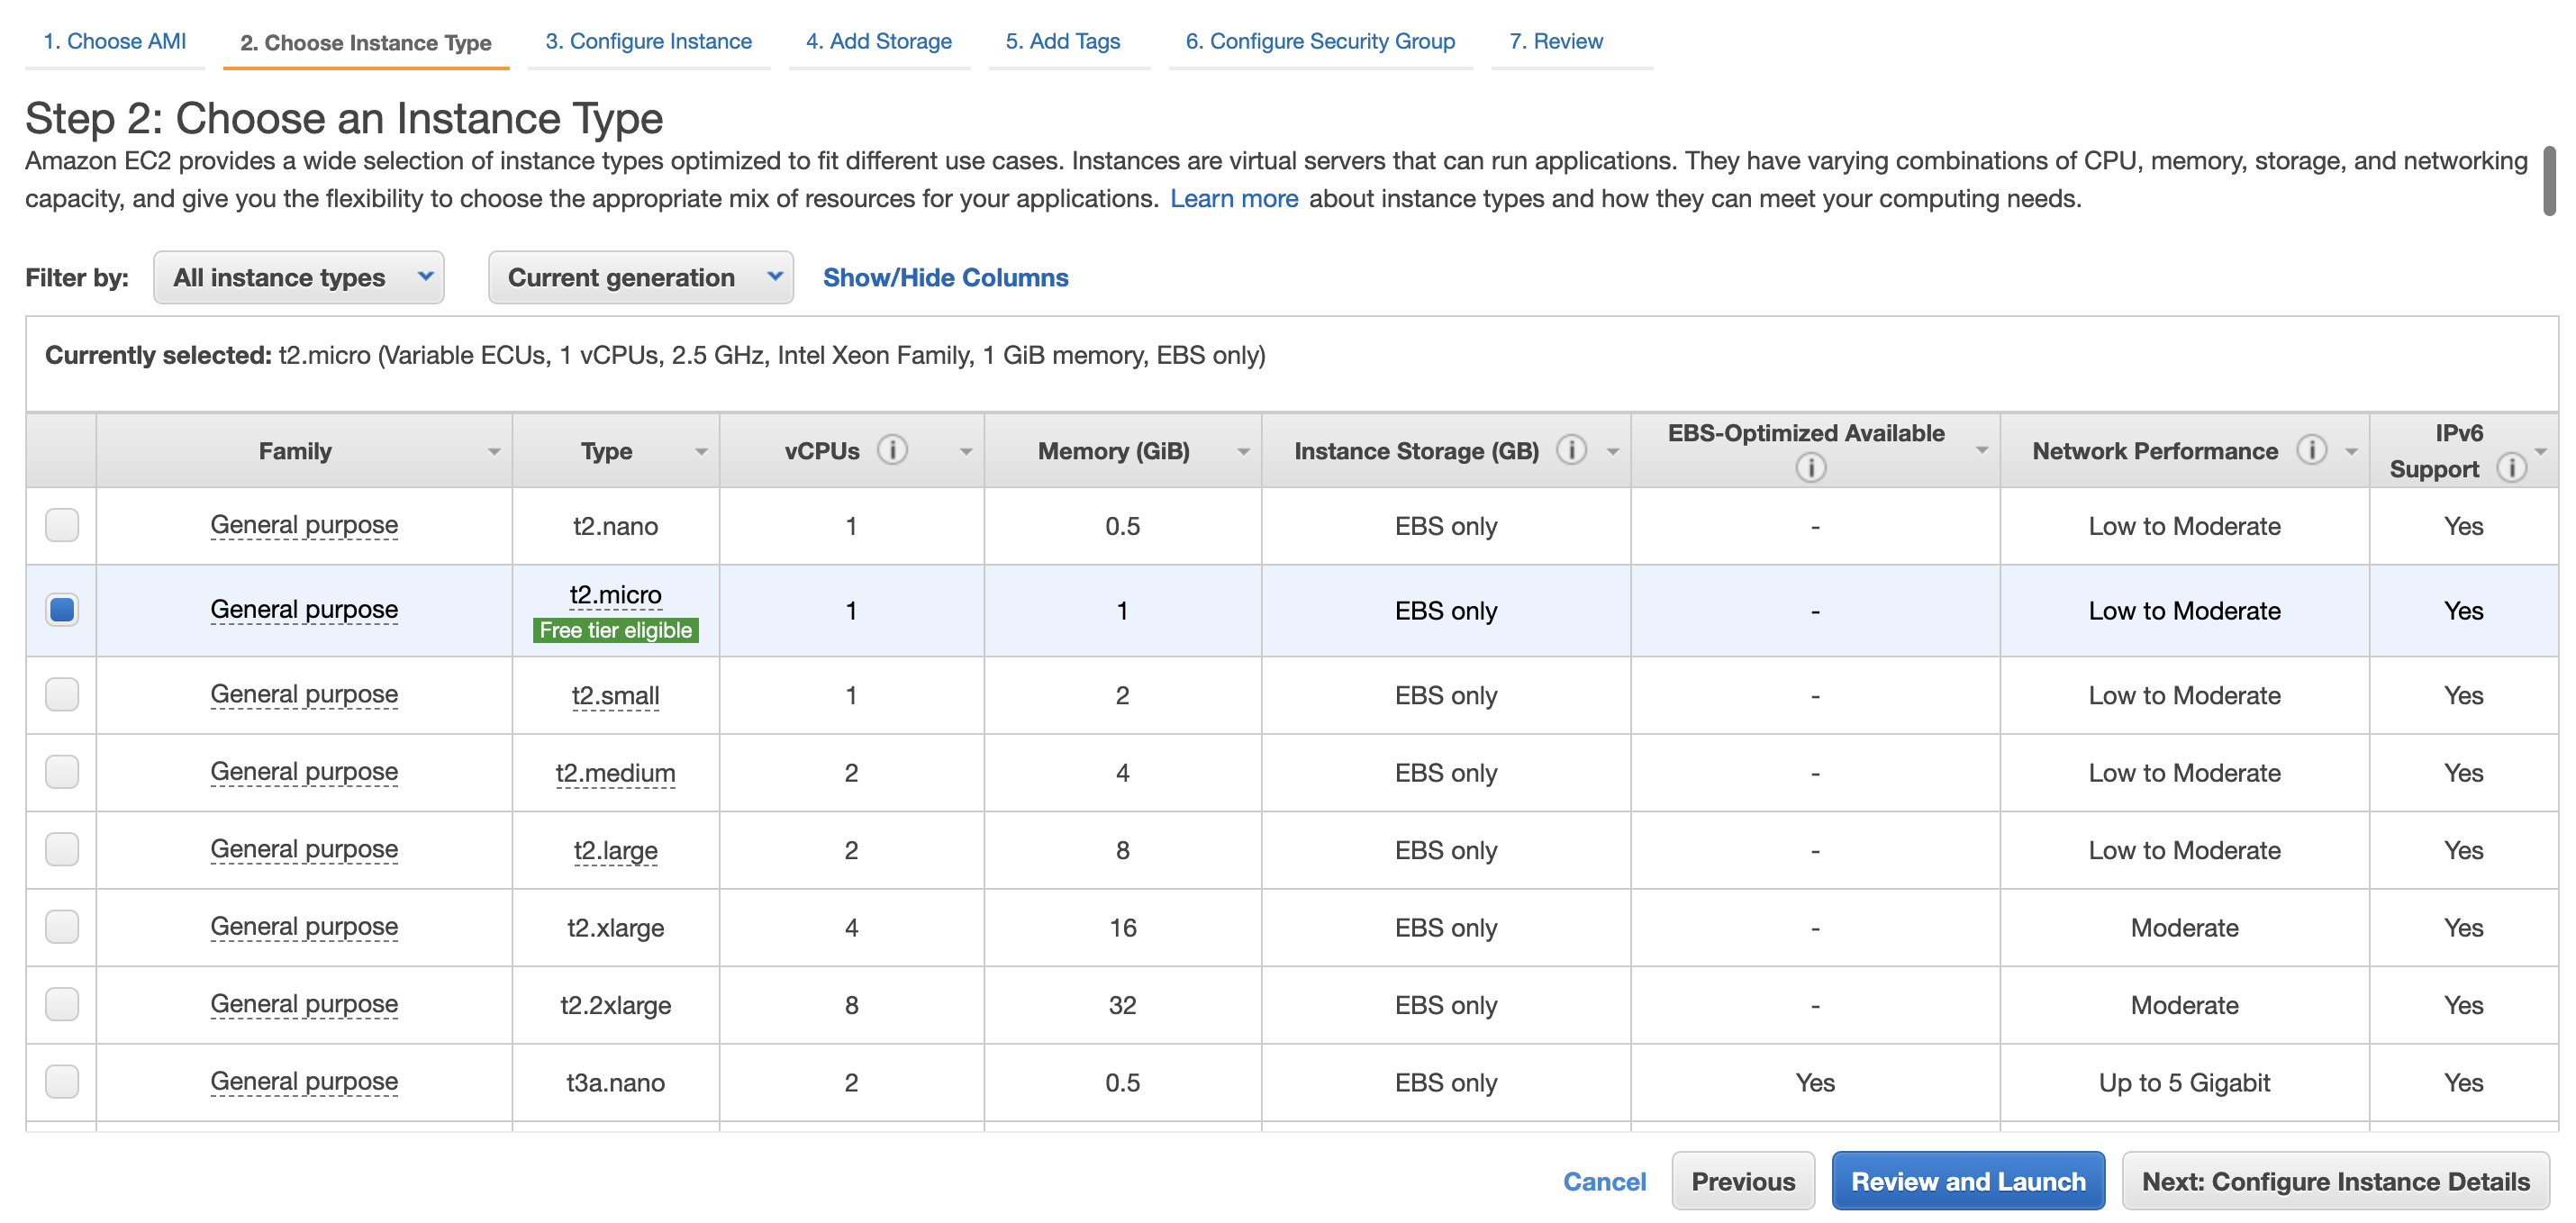 1. Choose AMI 2. Choose Instance Type 3. Configure Instance 4. Add Storage 5. Add Tags 6. Configure Security Group 7. Review
Step 2: Choose an Instance Type
Amazon EC2 provides a wide selection of instance types optimized to fit different use cases. Instances are virtual servers that can run applications. They have varying combinations of CPU, memory, storage, and networking
capacity, and give you the flexibility to choose the appropriate mix of resources for your applications. Learn more about instance types and how they can meet your computing needs.
Filter by: All instance types Current generation Show/Hide Columns
Currently selected: t2.micro (Variable ECUs, 1 vCPUs, 2.5 GHz, Intel Xeon Family, 1 GiB memory, EBS only)
Family Type vCPUs i Memory (GiB) Instance Storage (GB) i EBS-Optimized Available i Network Performance i IPv6 Support i
General purpose t2.nano 1 0.5 EBS only - Low to Moderate Yes
General purpose t2.micro Free tier eligible 1 1 EBS only - Low to Moderate Yes
General purpose t2.small 1 2 EBS only - Low to Moderate Yes
General purpose t2.medium 2 4 EBS only - Low to Moderate Yes
General purpose t2.large 2 8 EBS only - Low to Moderate Yes
General purpose t2.xlarge 4 16 EBS only - Moderate Yes
General purpose t2.2xlarge 8 32 EBS only - Moderate Yes
General purpose t3a.nano 2 0.5 EBS only Yes Up to 5 Gigabit Yes
Cancel Previous Review and Launch Next: Configure Instance Details